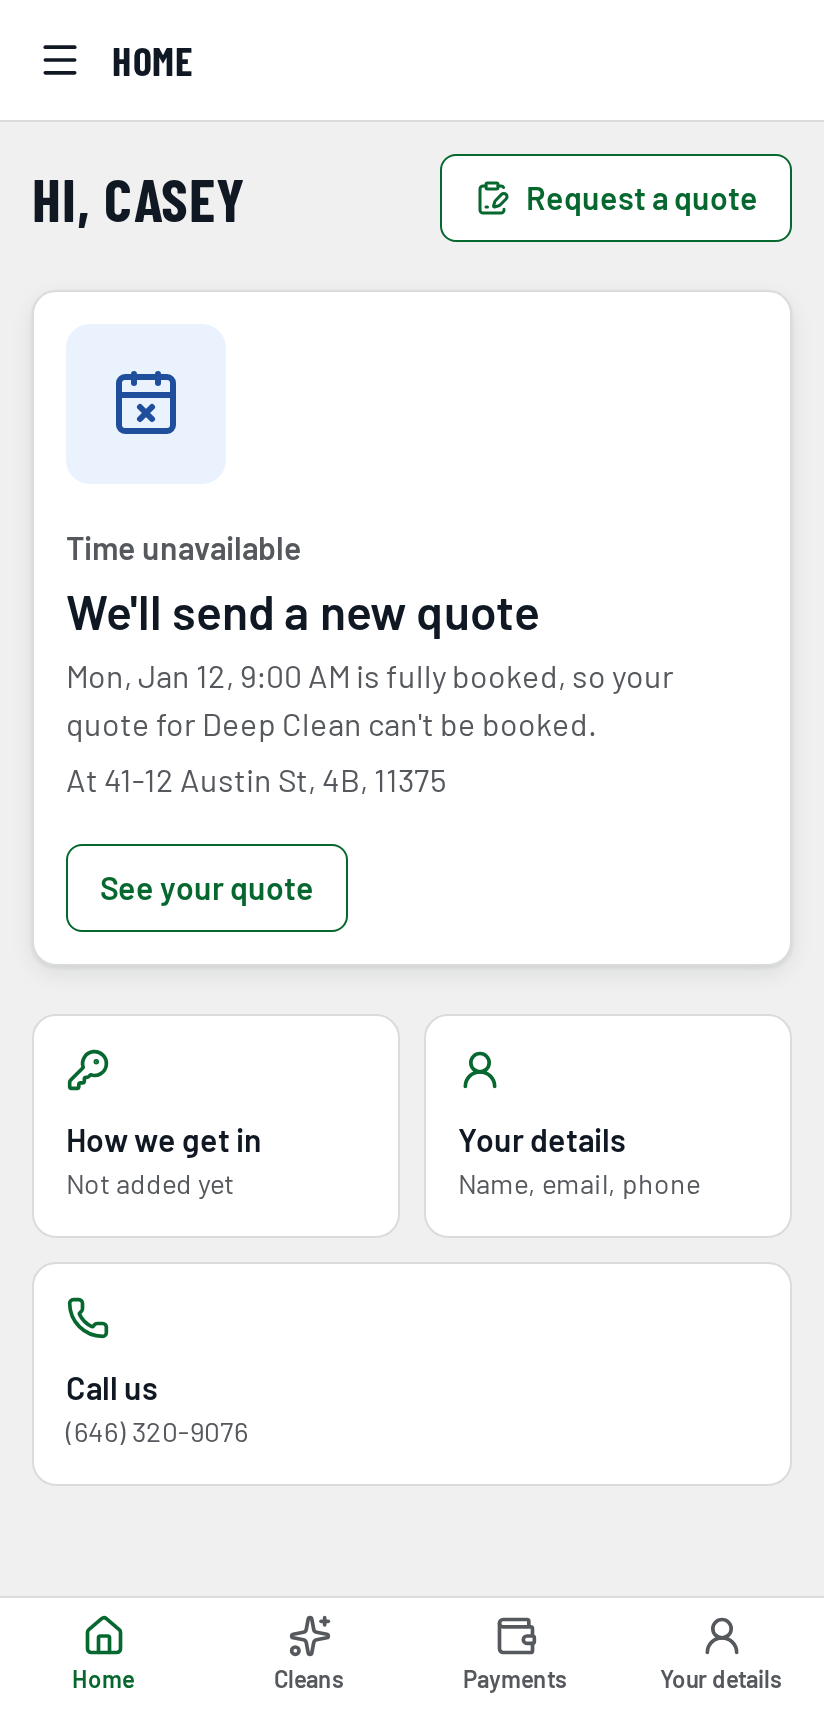 HOME
HI, CASEY
Request a quote
Time unavailable
We'll send a new quote
Mon, Jan 12, 9:00 AM is fully booked, so your
quote for Deep Clean can't be booked.
At 41-12 Austin St, 4B, 11375
See your quote
How we get in
Not added yet
Your details
Name, email, phone
Call us
(646) 320-9076
Home
Cleans
Payments
Your details